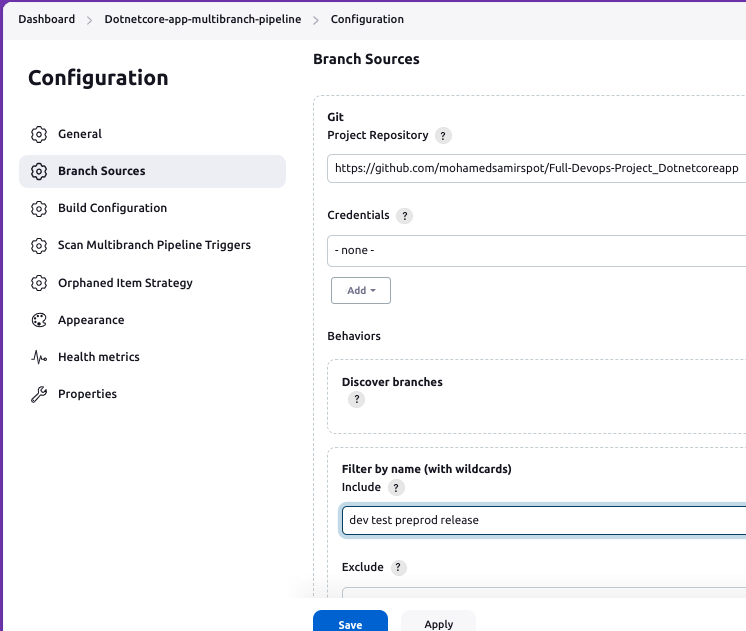 Dashboard > Dotnetcore-app-multibranch-pipeline > Configuration
Configuration
General
Branch Sources
Build Configuration
Scan Multibranch Pipeline Triggers
Orphaned Item Strategy
Appearance
Health metrics
Properties
Branch Sources
Git
Project Repository ?
https://github.com/mohamedsamirspot/Full-Devops-Project_Dotnetcoreapp
Credentials ?
- none -
Add
Behaviors
Discover branches
?
Filter by name (with wildcards)
Include ?
dev test preprod release
Exclude ?
Save Apply